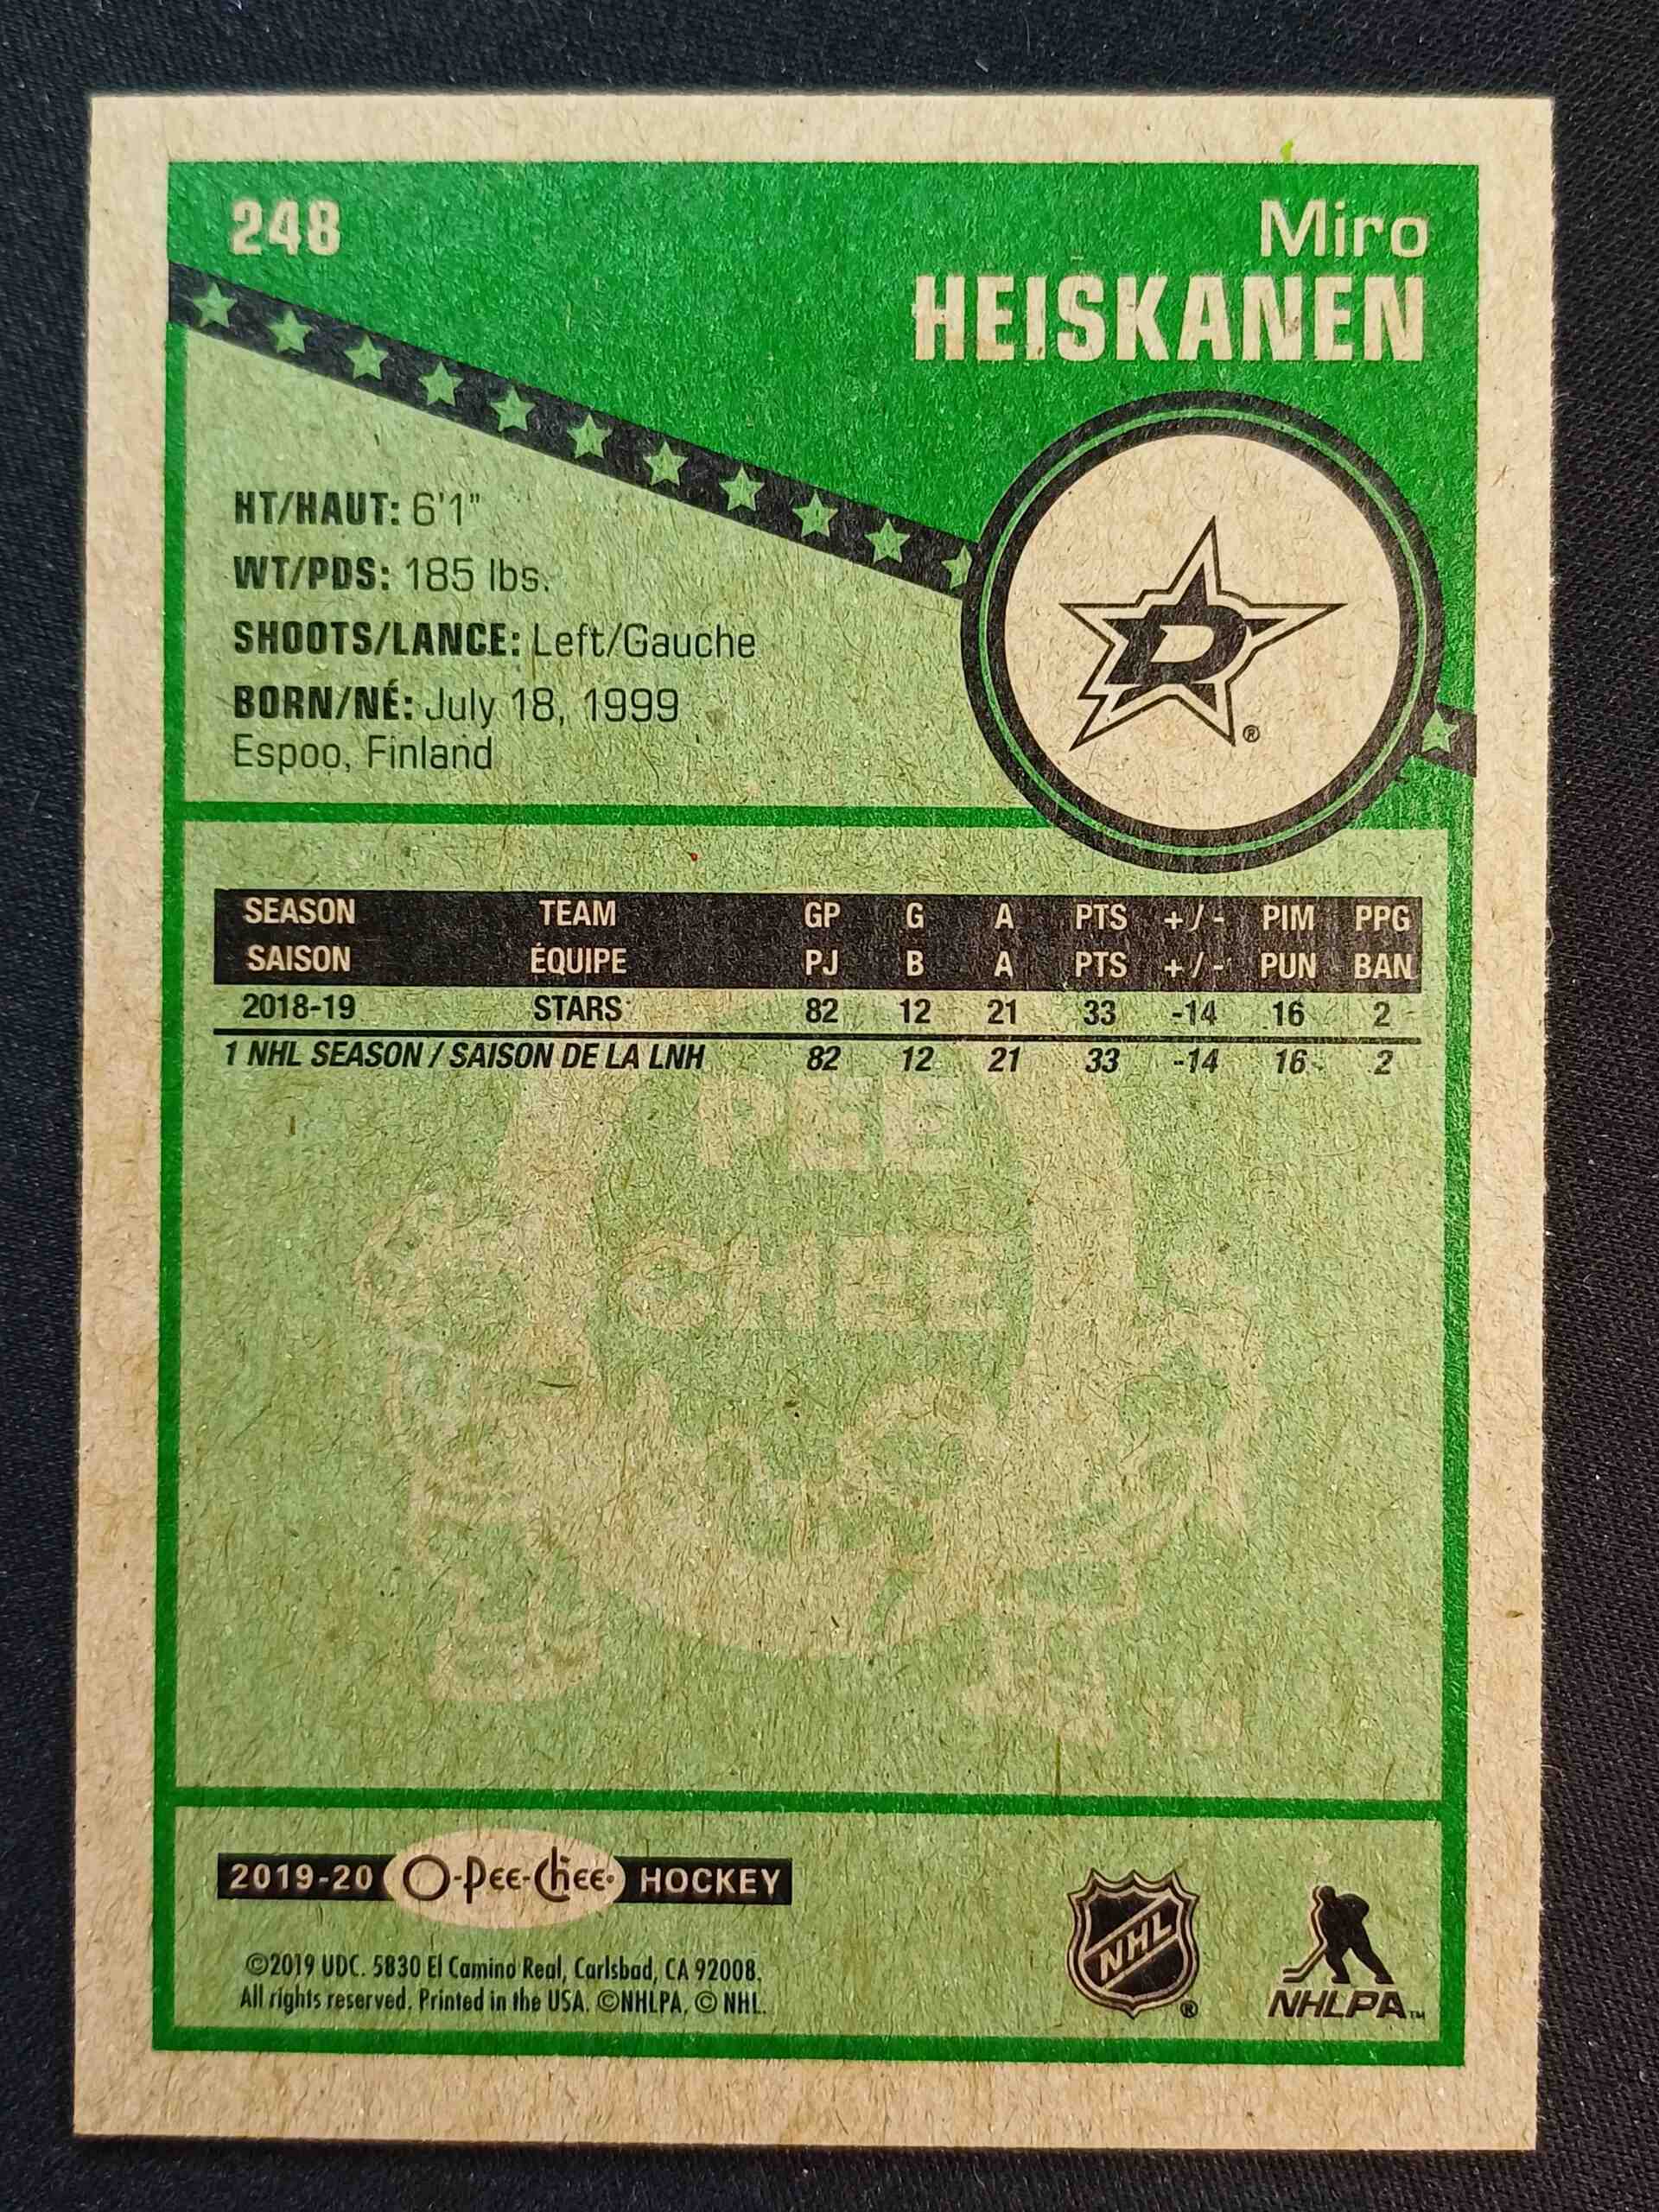 248
Miro
HEISKANEN
HT/HAUT: 6'1"
WT/PDS: 185 lbs.
SHOOTS/LANCE: Left/Gauche
BORN/NÉ: July 18, 1999
Espoo, Finland
D ®
SEASON TEAM GP G A PTS +/- PIM PPG
SAISON ÉQUIPE PJ B A PTS +/- PUN BAN
2018-19 STARS 82 12 21 33 -14 16 2
1 NHL SEASON / SAISON DE LA LNH 82 12 21 33 -14 16 2
PEE
CHEE
2019-20 O-Pee-Chee HOCKEY
©2019 UDC. 5830 El Camino Real, Carlsbad, CA 92008.
All rights reserved. Printed in the USA. ©NHLPA, © NHL.
NHL ®
NHLPA™